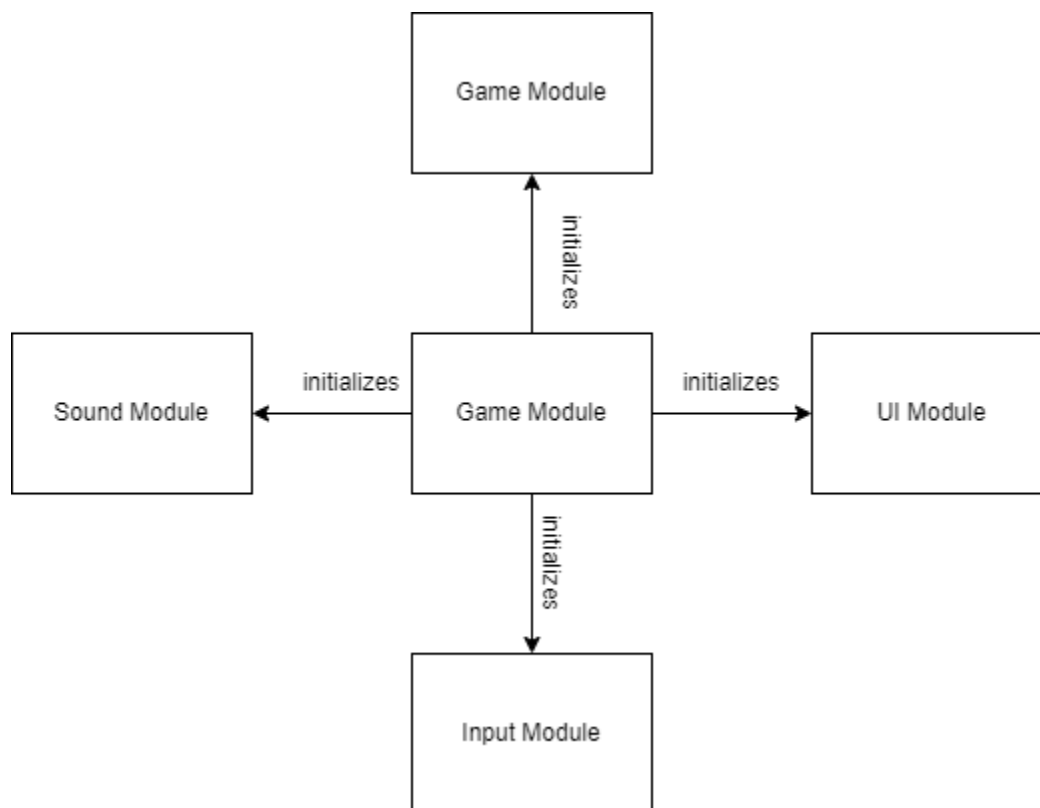 Game Module
initializes
initializes
initializes
Sound Module
Game Module
UI Module
initializes
Input Module